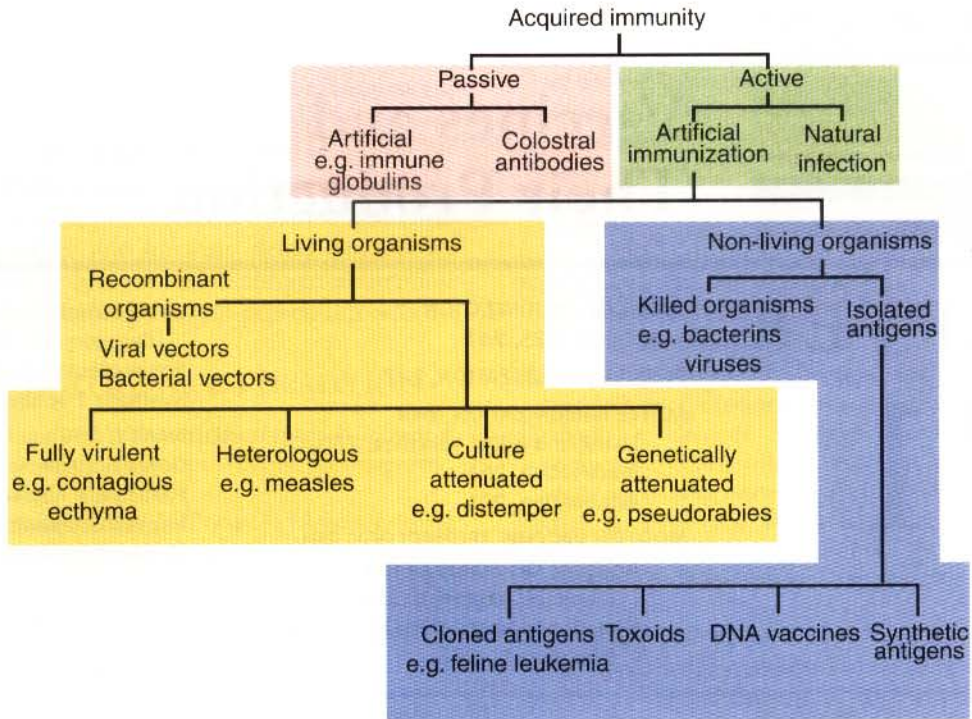 Acquired immunity
Passive
Active
Artificial
e.g. immune
globulins
Colostral
antibodies
Artificial
immunization
Natural
infection
Living organisms
Non-living organisms
Recombinant
organisms
Viral vectors
Bacterial vectors
Killed organisms
e.g. bacterins
viruses
Isolated
antigens
Fully virulent
e.g. contagious
ecthyma
Heterologous
e.g. measles
Culture
attenuated
e.g. distemper
Genetically
attenuated
e.g. pseudorabies
Cloned antigens
e.g. feline leukemia
Toxoids
DNA vaccines
Synthetic
antigens